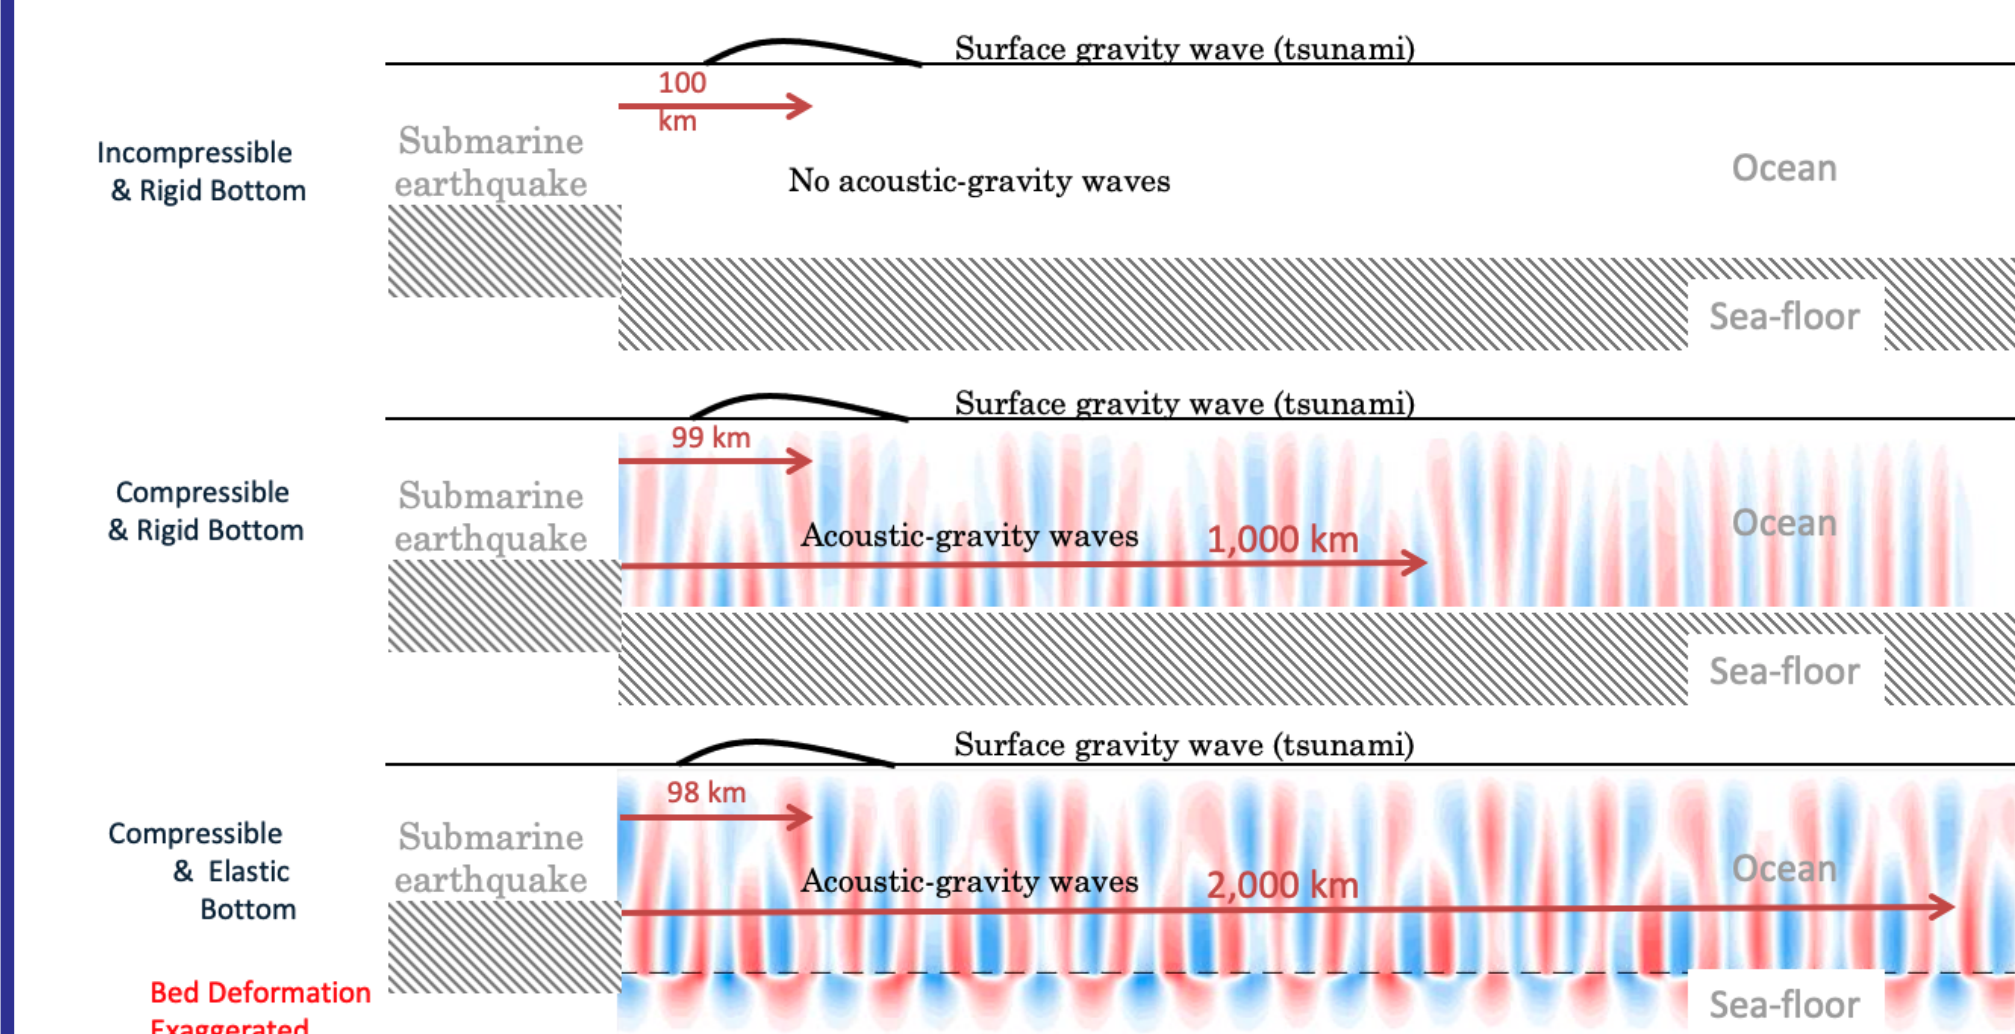 Surface gravity wave (tsunami)
100
km
Incompressible
& Rigid Bottom
Submarine
earthquake
No acoustic-gravity waves
Ocean
Sea-floor
Surface gravity wave (tsunami)
99 km
Compressible
& Rigid Bottom
Submarine
earthquake
Acoustic-gravity waves
1,000 km
Ocean
Sea-floor
Surface gravity wave (tsunami)
98 km
Compressible
& Elastic
Bottom
Submarine
earthquake
Acoustic-gravity waves
2,000 km
Ocean
Bed Deformation
Exaggerated
Sea-floor